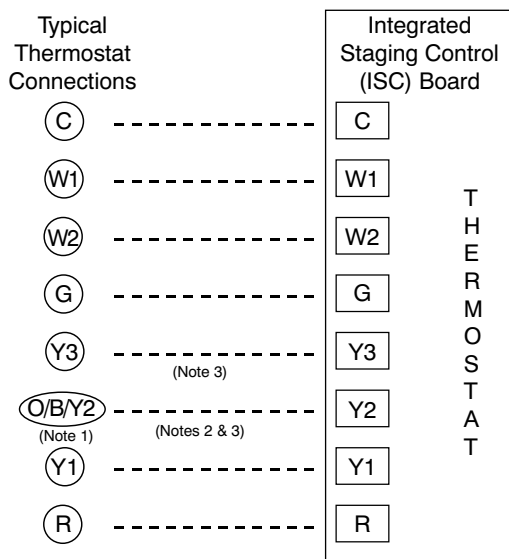 Typical
Thermostat
Connections
Integrated
Staging Control
(ISC) Board
C C
W1 W1
W2 W2
G G
Y3 Y3
(Note 3)
O/B/Y2 Y2
(Note 1) (Notes 2 & 3)
Y1 Y1
R R
THERMOSTAT